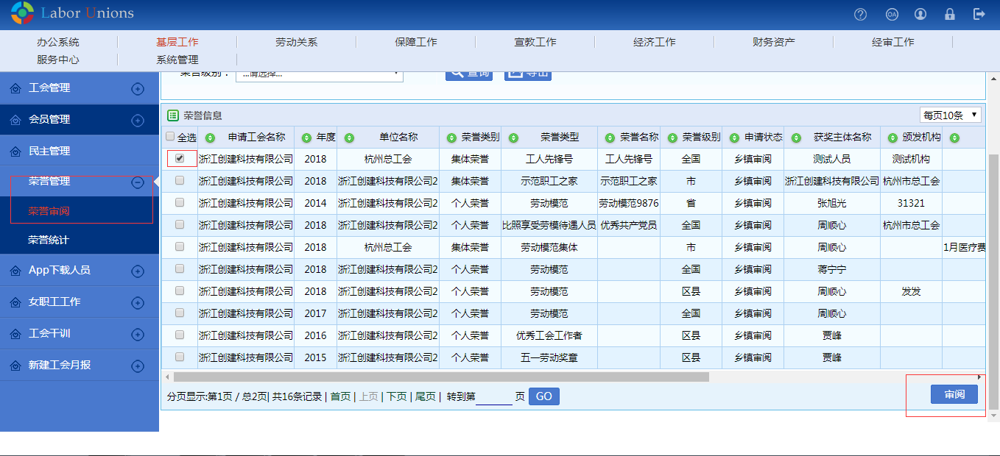 Labor Unions
OA
办公系统 基层工作 劳动关系 保障工作 宣教工作 经济工作 财务资产 经审工作
服务中心 系统管理
工会管理
会员管理
民主管理
荣誉管理
荣誉审阅
荣誉统计
App下载人员
女职工工作
工会干训
新建工会月报
荣誉级别： ...请选择... 查询 导出
荣誉信息 每页10条
全选 申请工会名称 年度 单位名称 荣誉类别 荣誉类型 荣誉名称 荣誉级别 申请状态 获奖主体名称 颁发机构
浙江创建科技有限公司 2018 杭州总工会 集体荣誉 工人先锋号 工人先锋号 全国 乡镇审阅 测试人员 测试机构
浙江创建科技有限公司 2018 浙江创建科技有限公司2 集体荣誉 示范职工之家 示范职工之家 市 乡镇审阅 浙江创建科技有限公司 杭州市总工会
浙江创建科技有限公司 2014 浙江创建科技有限公司2 个人荣誉 劳动模范 劳动模范9876 省 乡镇审阅 张旭光 31321
浙江创建科技有限公司 2018 浙江创建科技有限公司2 个人荣誉 比照享受劳模待遇人员 优秀共产党员 全国 乡镇审阅 周顺心 杭州市总工会
浙江创建科技有限公司 2018 杭州总工会 集体荣誉 劳动模范集体 市 乡镇审阅 周顺心 1月医疗费
浙江创建科技有限公司 2018 浙江创建科技有限公司2 个人荣誉 劳动模范 全国 乡镇审阅 蒋宁宁
浙江创建科技有限公司 2018 浙江创建科技有限公司2 个人荣誉 劳动模范 区县 乡镇审阅 周顺心 发发
浙江创建科技有限公司 2017 浙江创建科技有限公司2 个人荣誉 劳动模范 全国 乡镇审阅 周顺心
浙江创建科技有限公司 2016 浙江创建科技有限公司2 个人荣誉 优秀工会工作者 区县 乡镇审阅 贾峰
浙江创建科技有限公司 2015 浙江创建科技有限公司2 个人荣誉 五一劳动奖章 区县 乡镇审阅 贾峰
分页显示:第1页 / 总2页| 共16条记录 | 首页 | 上页 | 下页 | 尾页 | 转到第 页 GO
审阅